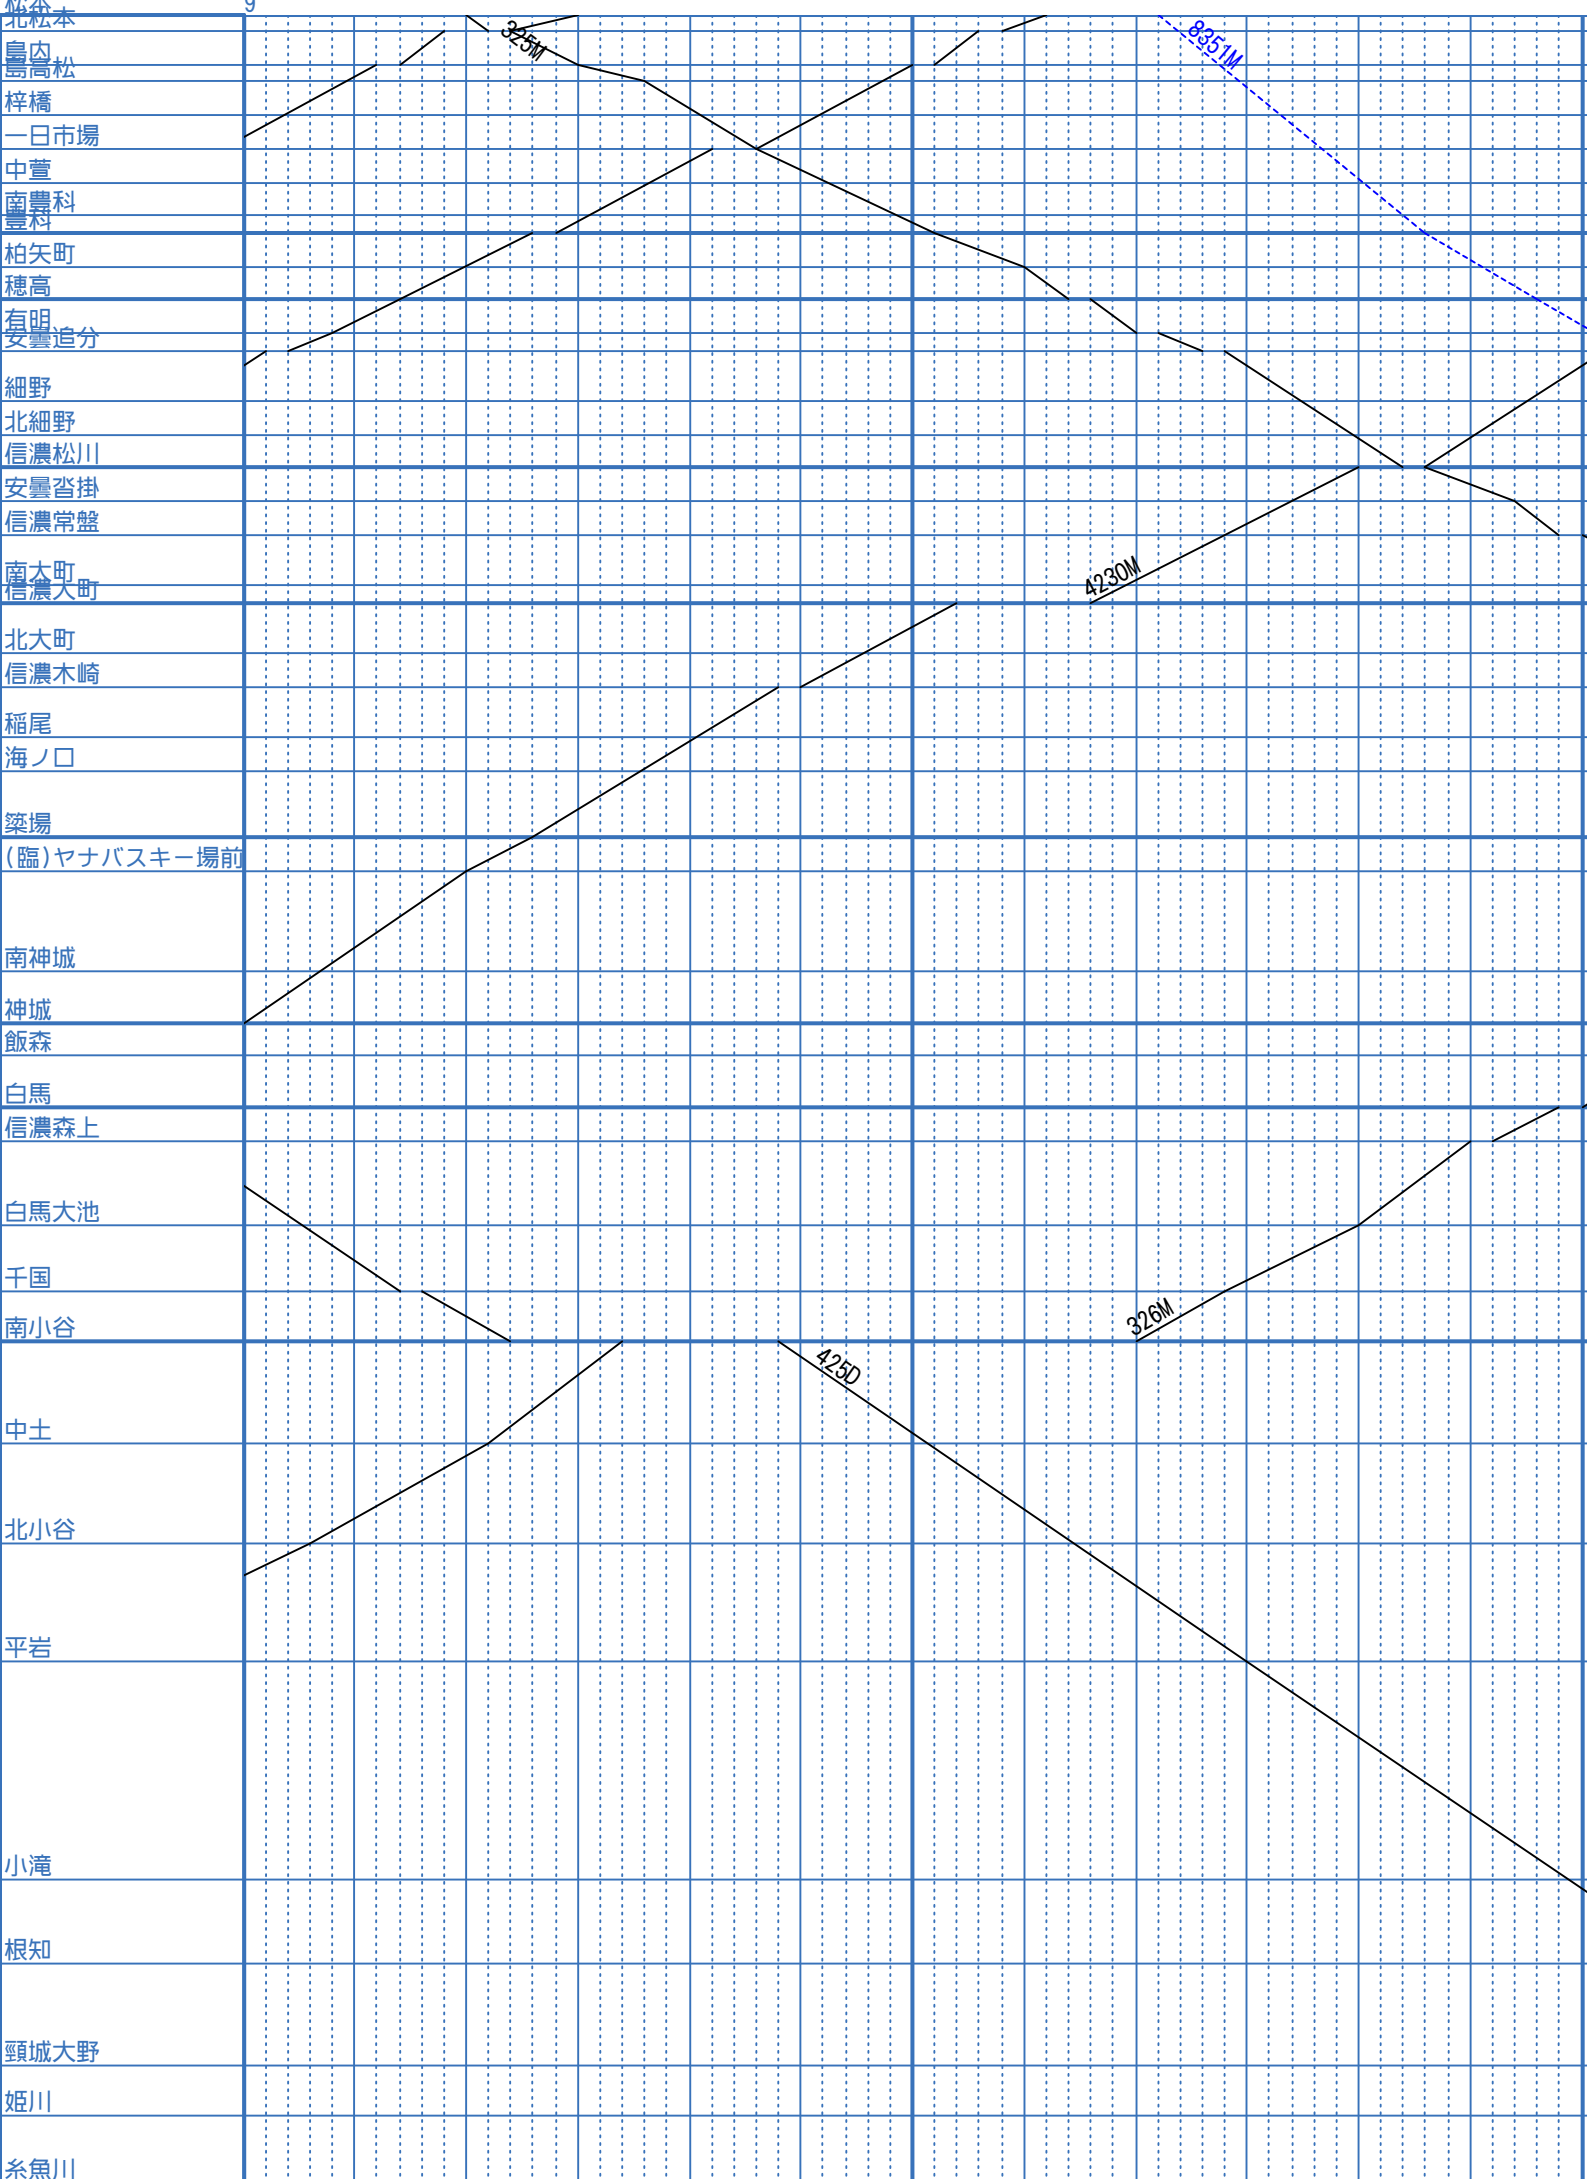 9
松本
北松本
島内
島高松
梓橋
一日市場
中萱
南豊科
豊科
柏矢町
穂高
有明
安曇追分
細野
北細野
信濃松川
安曇沓掛
信濃常盤
南大町
信濃大町
北大町
信濃木崎
稲尾
海ノ口
簗場
(臨)ヤナバスキー場前
南神城
神城
飯森
白馬
信濃森上
白馬大池
千国
南小谷
中土
北小谷
平岩
小滝
根知
頸城大野
姫川
糸魚川
325M
8351M
4230M
326M
425D